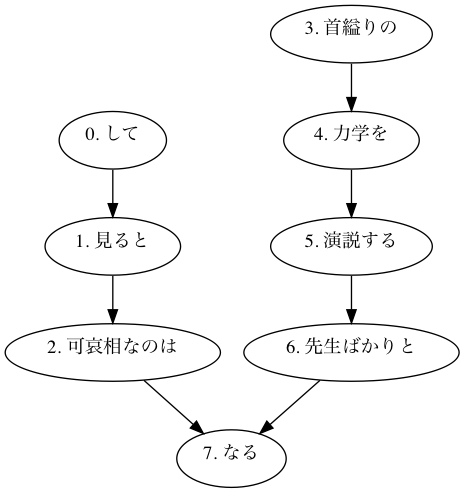 3. 首縊りの
0. して
4. 力学を
1. 見ると
5. 演説する
2. 可哀相なのは
6. 先生ばかりと
7. なる